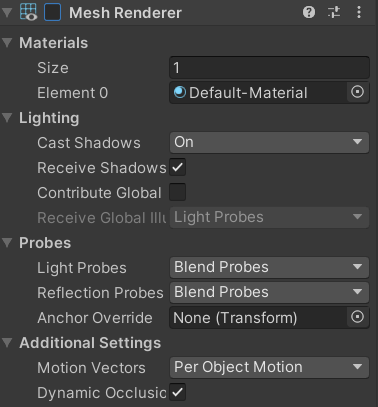 Mesh Renderer
Materials
Size 1
Element 0 Default-Material
Lighting
Cast Shadows On
Receive Shadows
Contribute Global
Receive Global Illu Light Probes
Probes
Light Probes Blend Probes
Reflection Probes Blend Probes
Anchor Override None (Transform)
Additional Settings
Motion Vectors Per Object Motion
Dynamic Occlusio